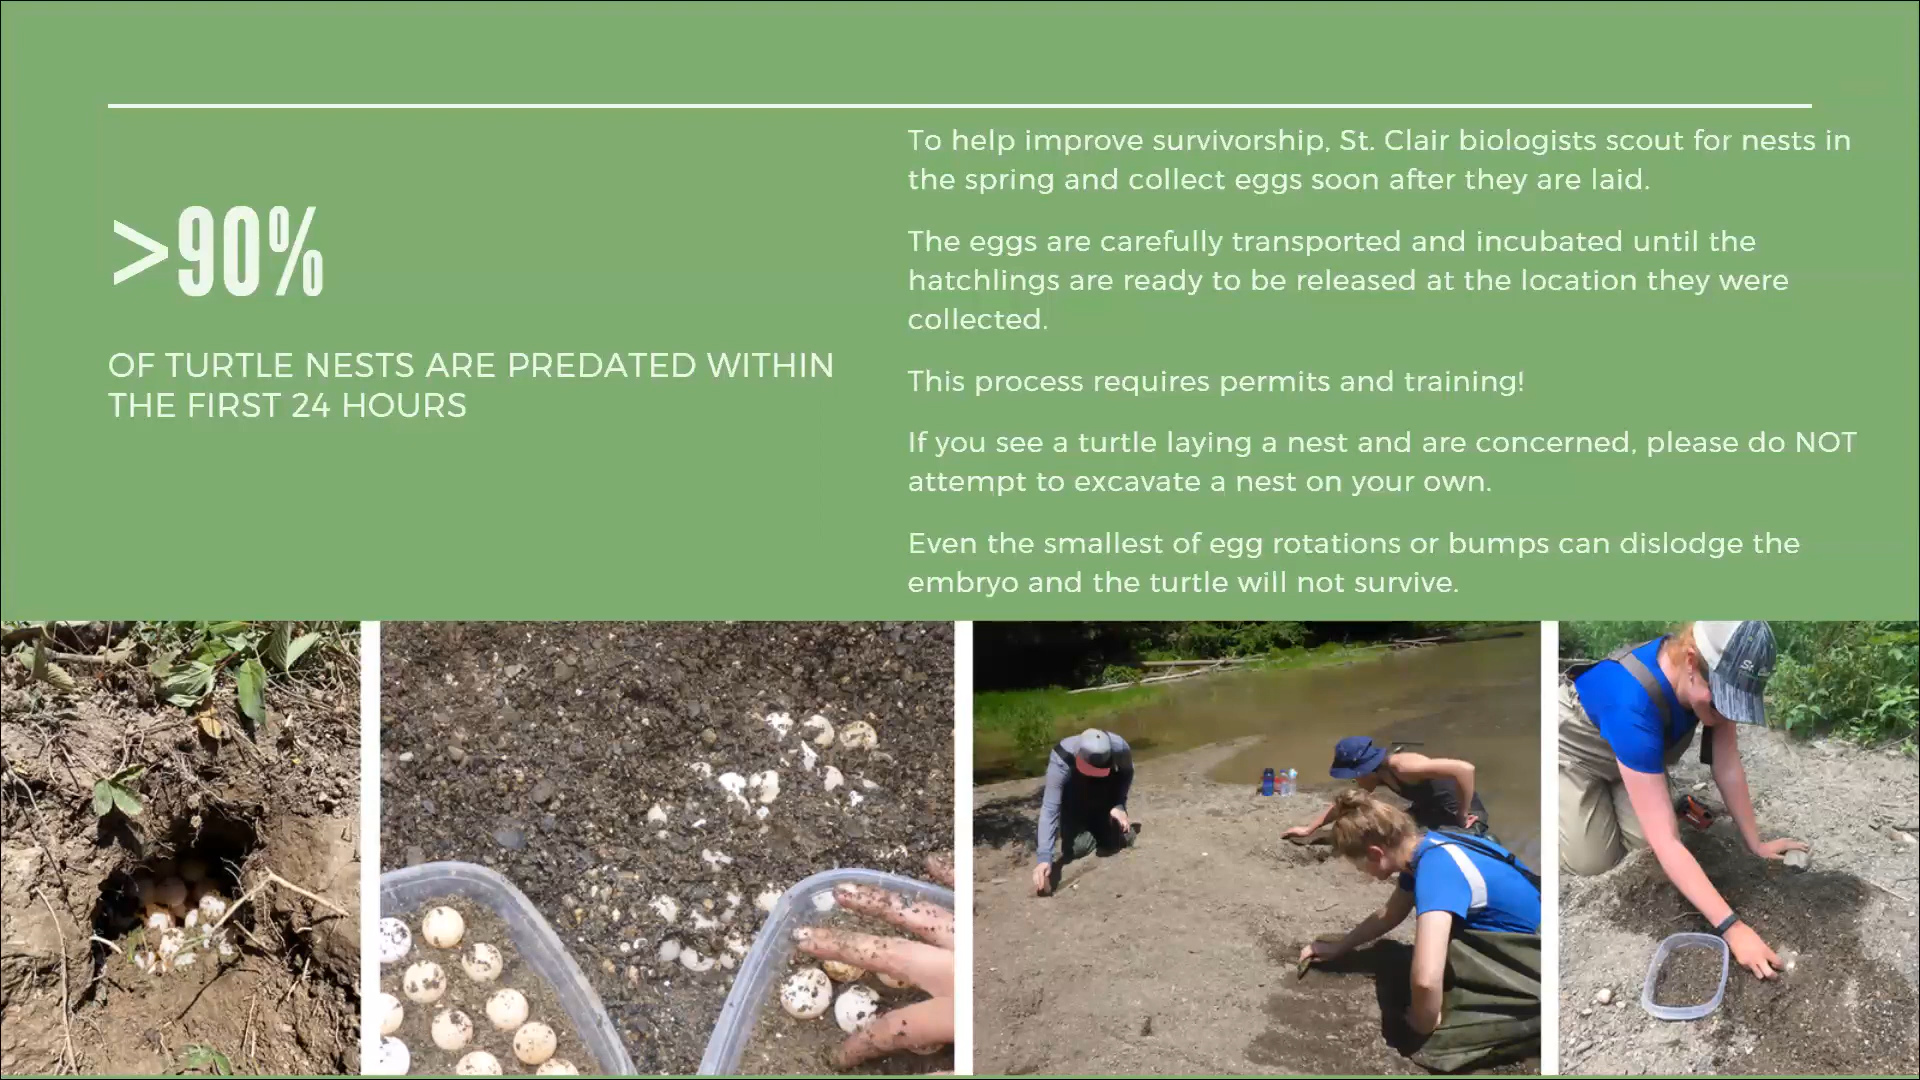 >90%
OF TURTLE NESTS ARE PREDATED WITHIN
THE FIRST 24 HOURS
To help improve survivorship, St. Clair biologists scout for nests in
the spring and collect eggs soon after they are laid.
The eggs are carefully transported and incubated until the
hatchlings are ready to be released at the location they were
collected.
This process requires permits and training!
If you see a turtle laying a nest and are concerned, please do NOT
attempt to excavate a nest on your own.
Even the smallest of egg rotations or bumps can dislodge the
embryo and the turtle will not survive.